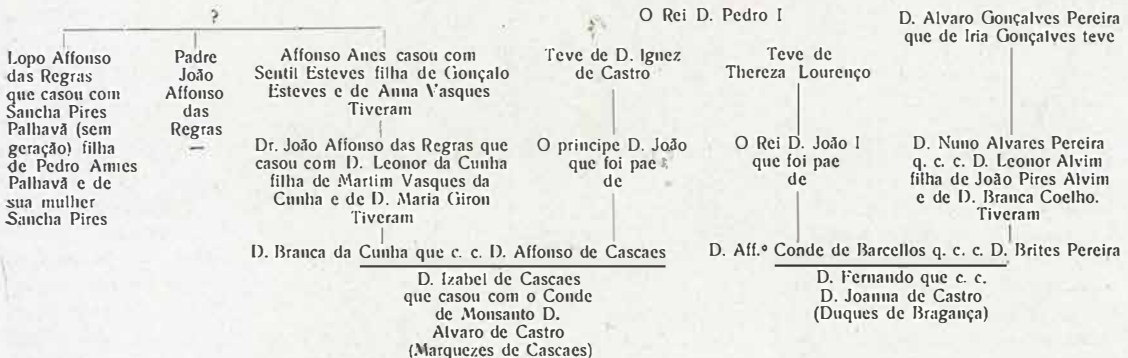 ?
Lopo Affonso
das Regras
que casou com
Sancha Pires
Palhavã (sem
geração) filha
de Pedro Annes
Palhavã e de
sua mulher
Sancha Pires
Padre
João
Affonso
das
Regras
—
Affonso Anes casou com
Sentil Esteves filha de Gonçalo
Esteves e de Anna Vasques
Tiveram
Dr. João Affonso das Regras que
casou com D. Leonor da Cunha
filha de Martim Vasques da
Cunha e de D. Maria Giron
Tiveram
O Rei D. Pedro I
Teve de D. Ignez
de Castro
O principe D. João
que foi pae
de
Teve de
Thereza Lourenço
O Rei D. João I
que foi pae
de
D. Alvaro Gonçalves Pereira
que de Iria Gonçalves teve
D. Nuno Alvares Pereira
q. c. c. D. Leonor Alvim
filha de João Pires Alvim
e de D. Branca Coelho.
Tiveram
D. Branca da Cunha que c. c. D. Affonso de Cascaes
D. Izabel de Cascaes
que casou com o Conde
de Monsanto D.
Alvaro de Castro
(Marquezes de Cascaes)
D. Aff.º Conde de Barcellos q. c. c. D. Brites Pereira
D. Fernando que c. c.
D. Joanna de Castro
(Duques de Bragança)